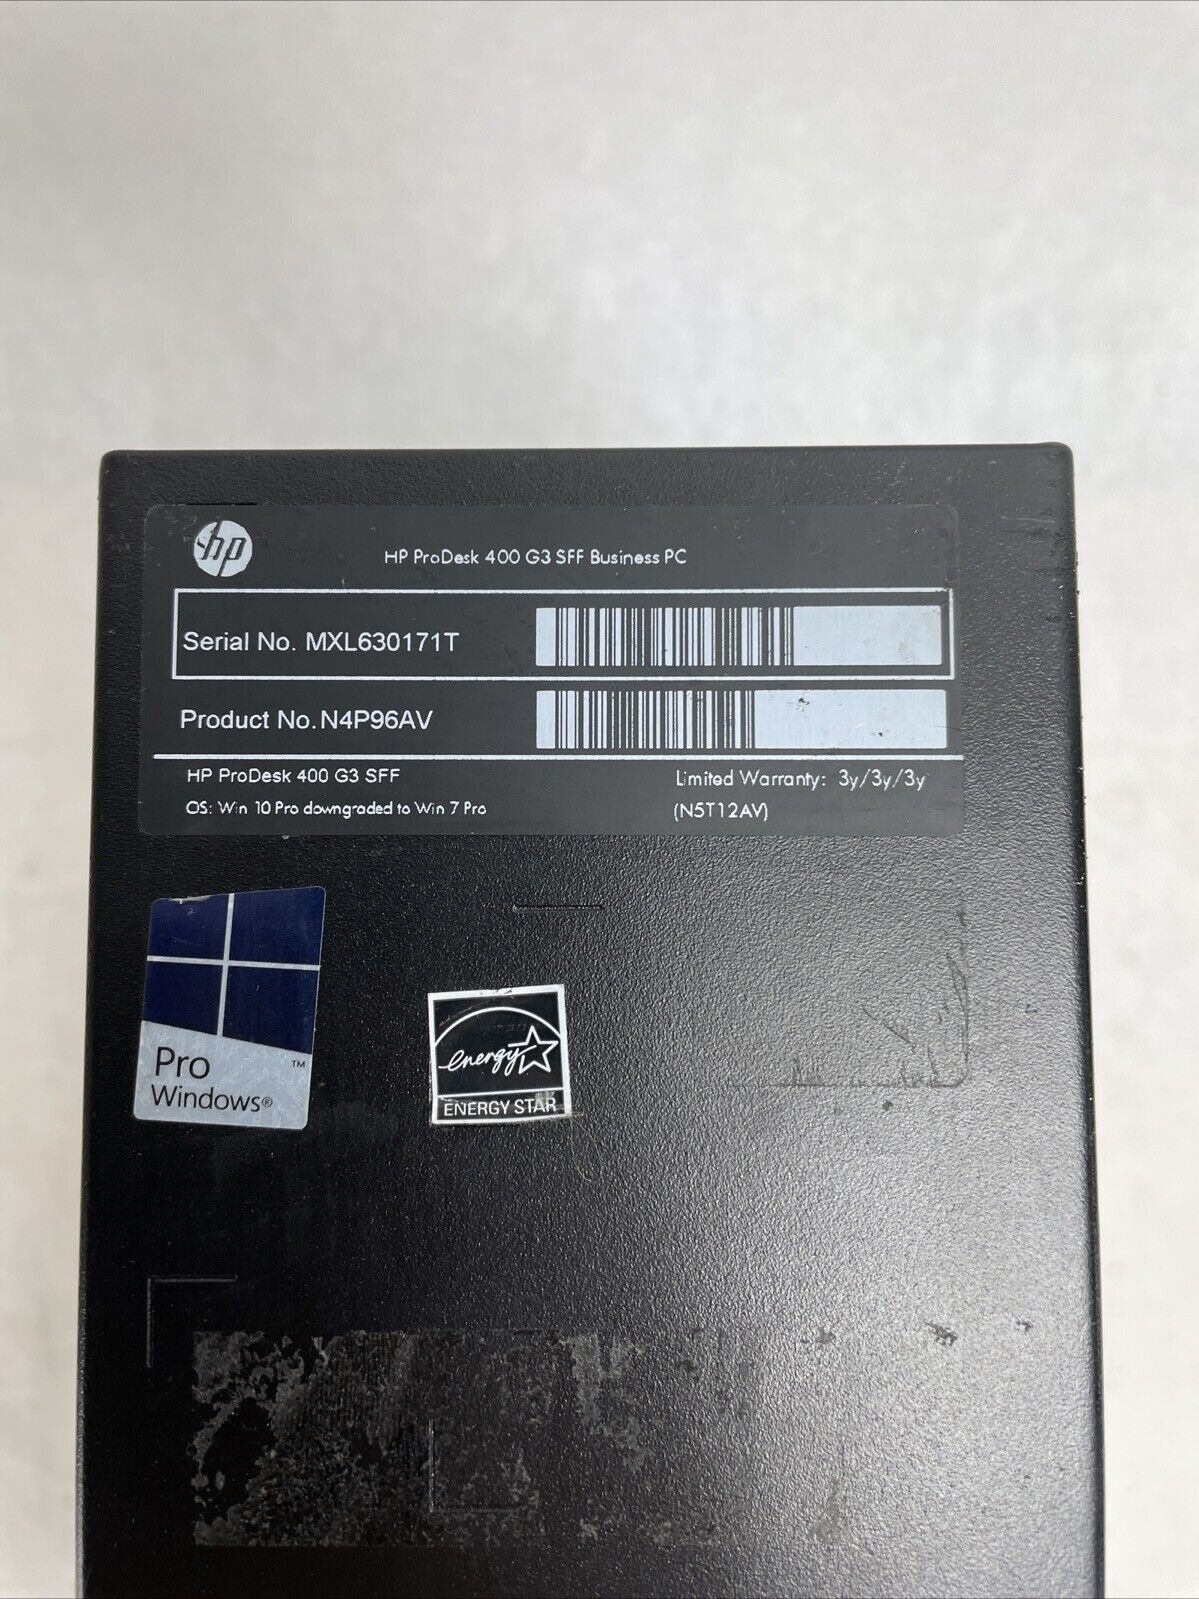 hp
HP ProDesk 400 G3 SFF Business PC
Serial No. MXL630171T
Product No. N4P96AV
HP ProDesk 400 G3 SFF
Limited Warranty: 3y/3y/3y
OS: Win 10 Pro downgraded to Win 7 Pro
(N5T12AV)
Pro ™
Windows®
energy
ENERGY STAR